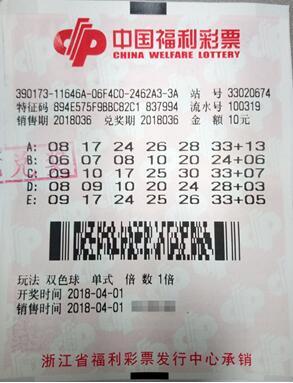 中国福利彩票
CHINA WELFARE LOTTERY
390173-11646A-06F4C0-2462A3-3A 站 号 33020674
特征码 894E575F9BBC82C1 837994 流水号 100319
销售期 2018036 兑奖期 2018036 金 额 10元
A: 08 17 24 26 28 33+13
B: 06 07 08 10 20 24+06
C: 09 10 17 25 30 33+03
D: 08 09 10 20 24 28+03
E: 09 17 24 25 26 33+05
玩法 双色球 单式 倍 数 1倍
开奖时间 2018-04-01
销售时间 2018-04-01
浙江省福利彩票发行中心承销